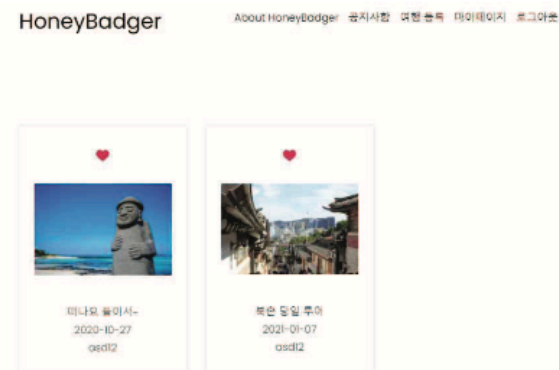 HoneyBadger
About HoneyBadger 공지사항 여행 등록 마이페이지 로그아웃
떠나요 둘이서~
2020-10-27
asd12
북촌 당일 투어
2021-01-07
asd12